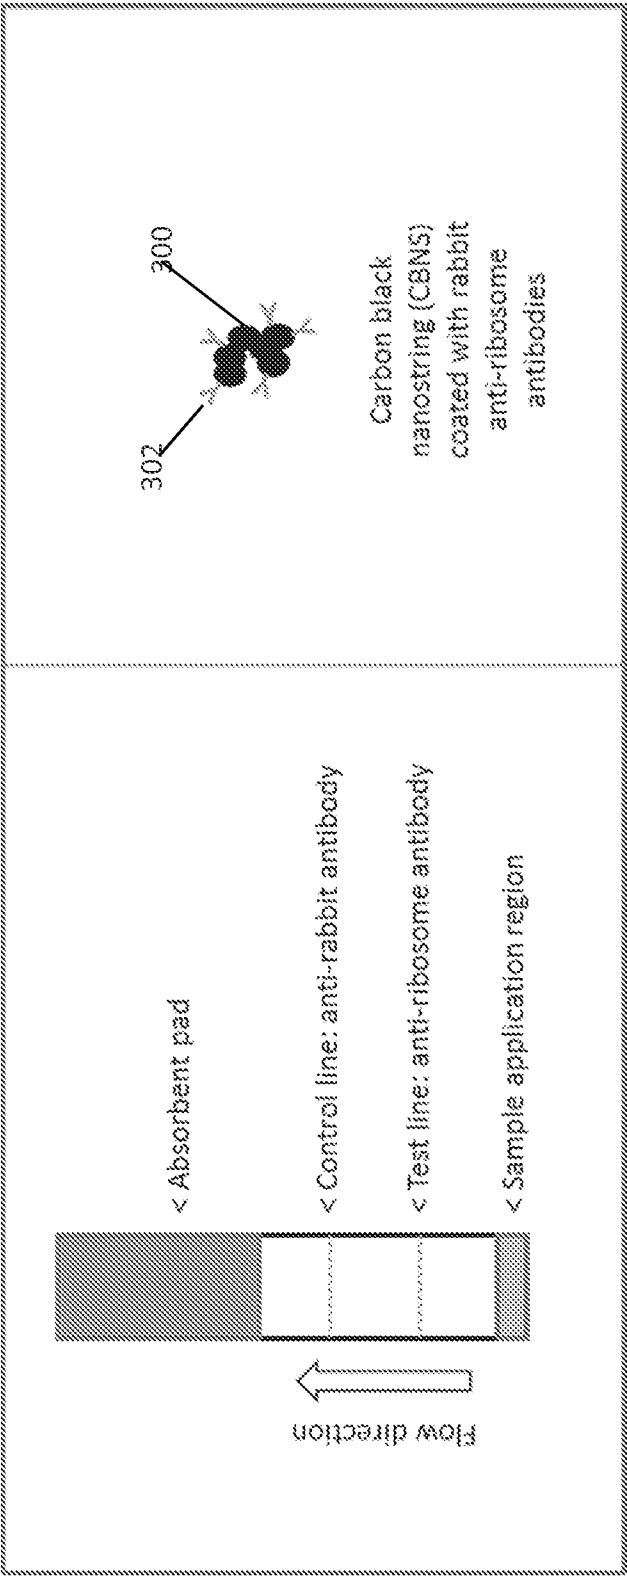 Flow direction
< Absorbent pad
< Control line: anti-rabbit antibody
< Test line: anti-ribosome antibody
< Sample application region
302
300
Carbon black
nanostring (CBNS)
coated with rabbit
anti-ribosome
antibodies